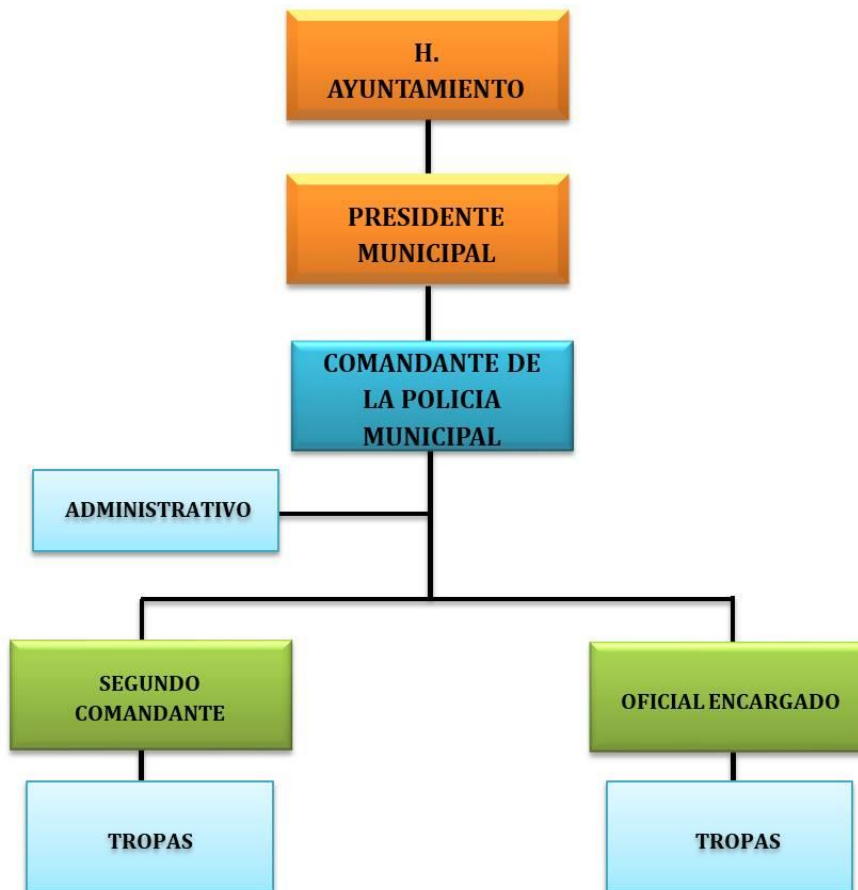 H.
AYUNTAMIENTO
PRESIDENTE
MUNICIPAL
COMANDANTE DE
LA POLICIA
MUNICIPAL
ADMINISTRATIVO
SEGUNDO
COMANDANTE
OFICIAL ENCARGADO
TROPAS
TROPAS